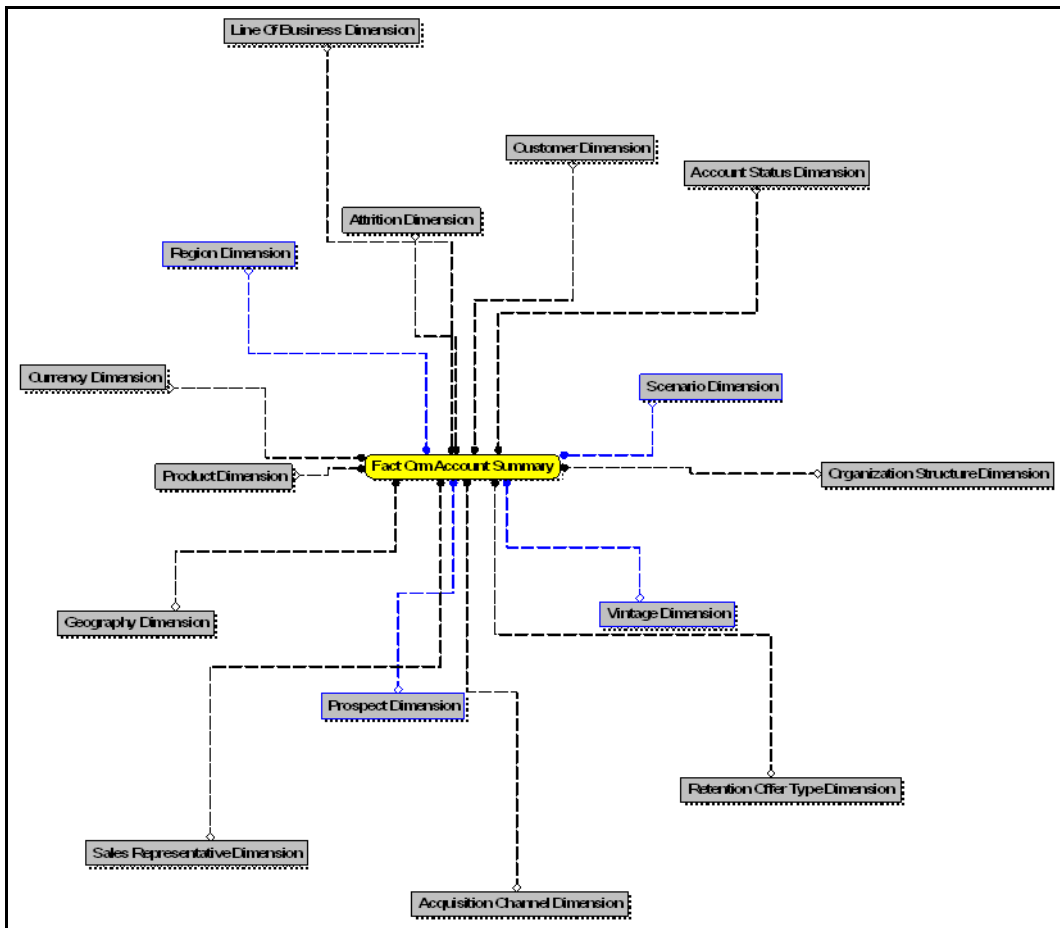 Line Of Business Dimension
Customer Dimension
Account Status Dimension
Attrition Dimension
Region Dimension
Currency Dimension
Scenario Dimension
Fact Crm Account Summary
Product Dimension
Organization Structure Dimension
Geography Dimension
Vintage Dimension
Prospect Dimension
Retention Offer Type Dimension
Sales Representative Dimension
Acquisition Channel Dimension